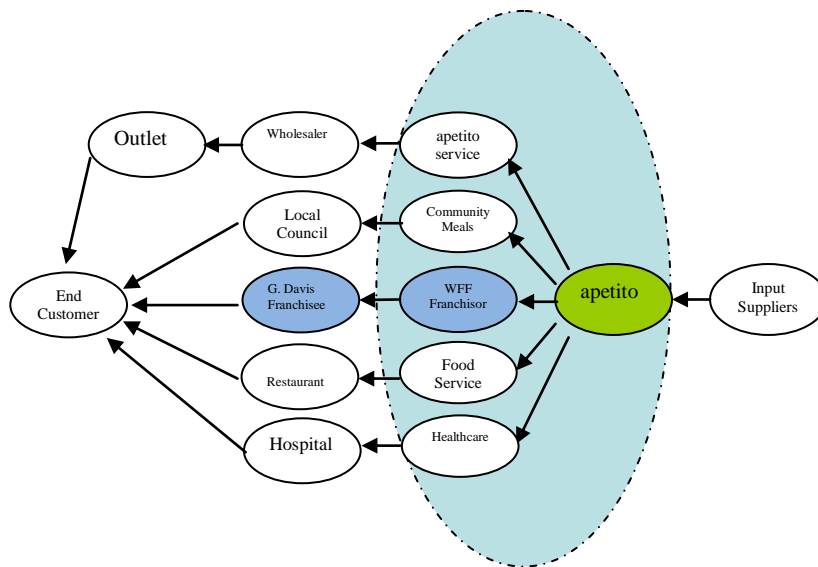 Outlet
Wholesaler
apetito
service
Local
Council
Community
Meals
End
Customer
G. Davis
Franchisee
WFF
Franchisor
apetito
Input
Suppliers
Restaurant
Food
Service
Hospital
Healthcare